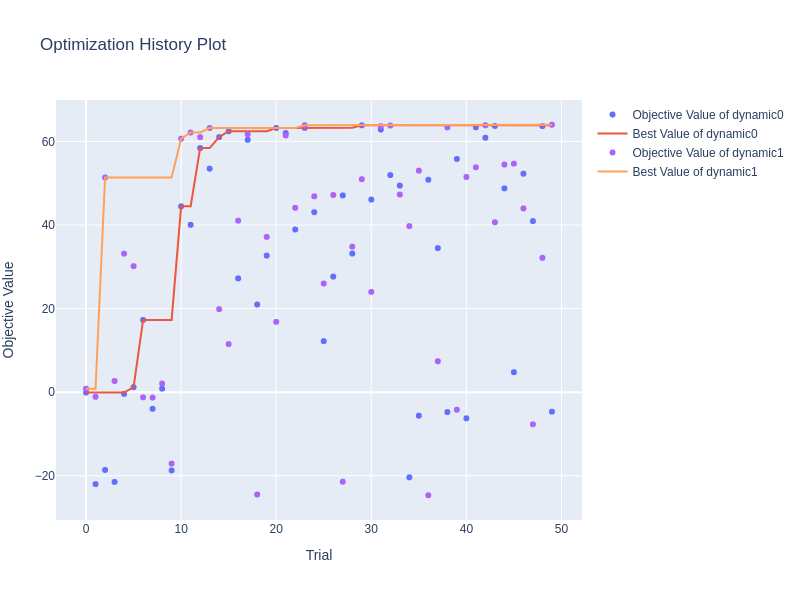 Optimization History Plot
Objective Value of dynamic0
Best Value of dynamic0
Objective Value of dynamic1
Best Value of dynamic1
60
40
20
0
−20
Objective Value
0 10 20 30 40 50
Trial